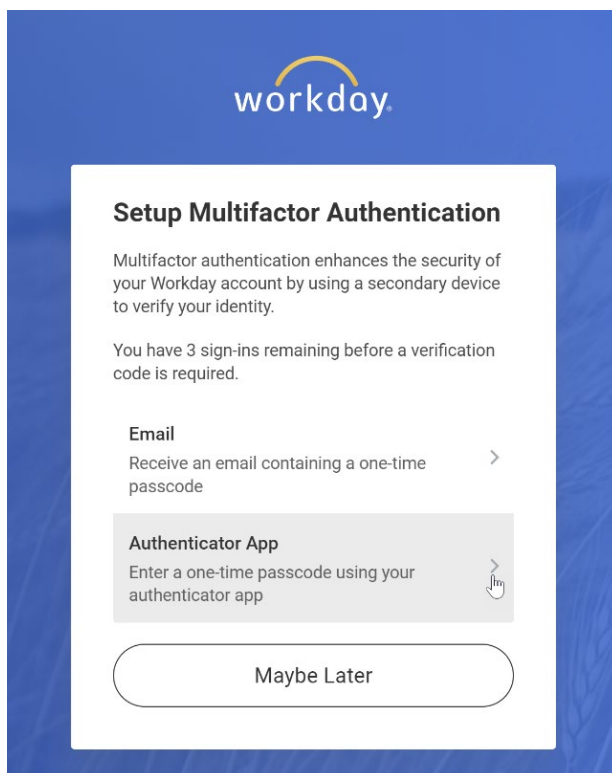 workday.
Setup Multifactor Authentication
Multifactor authentication enhances the security of
your Workday account by using a secondary device
to verify your identity.
You have 3 sign-ins remaining before a verification
code is required.
Email
Receive an email containing a one-time
passcode
Authenticator App
Enter a one-time passcode using your
authenticator app
Maybe Later